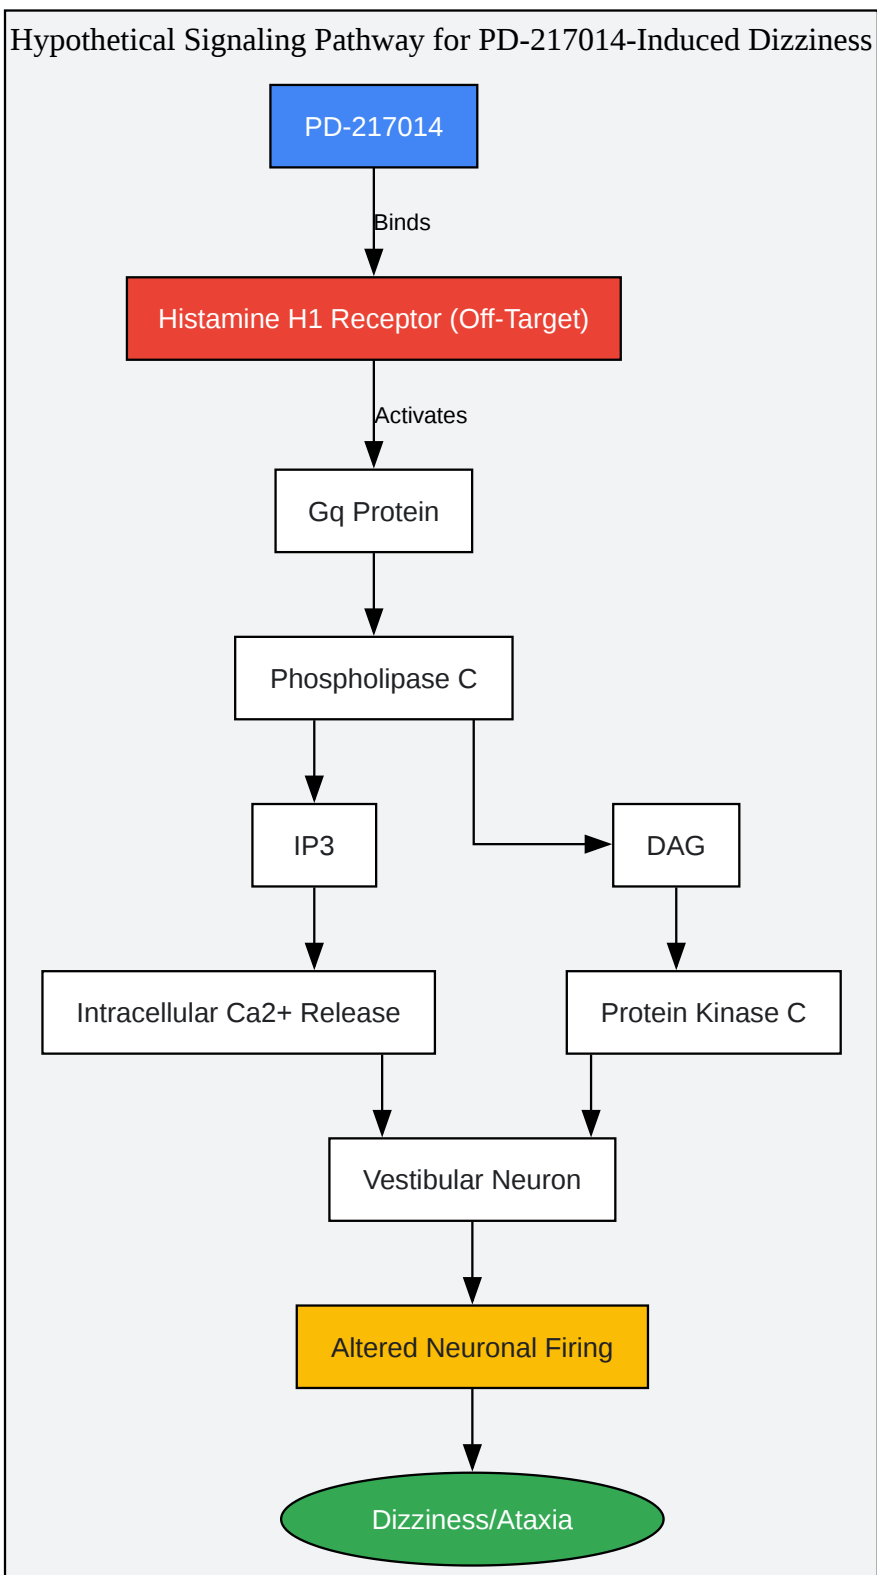 Hypothetical Signaling Pathway for PD-217014-Induced Dizziness
PD-217014
Binds
Histamine H1 Receptor (Off-Target)
Activates
Gq Protein
Phospholipase C
IP3
DAG
Intracellular Ca2+ Release
Protein Kinase C
Vestibular Neuron
Altered Neuronal Firing
Dizziness/Ataxia